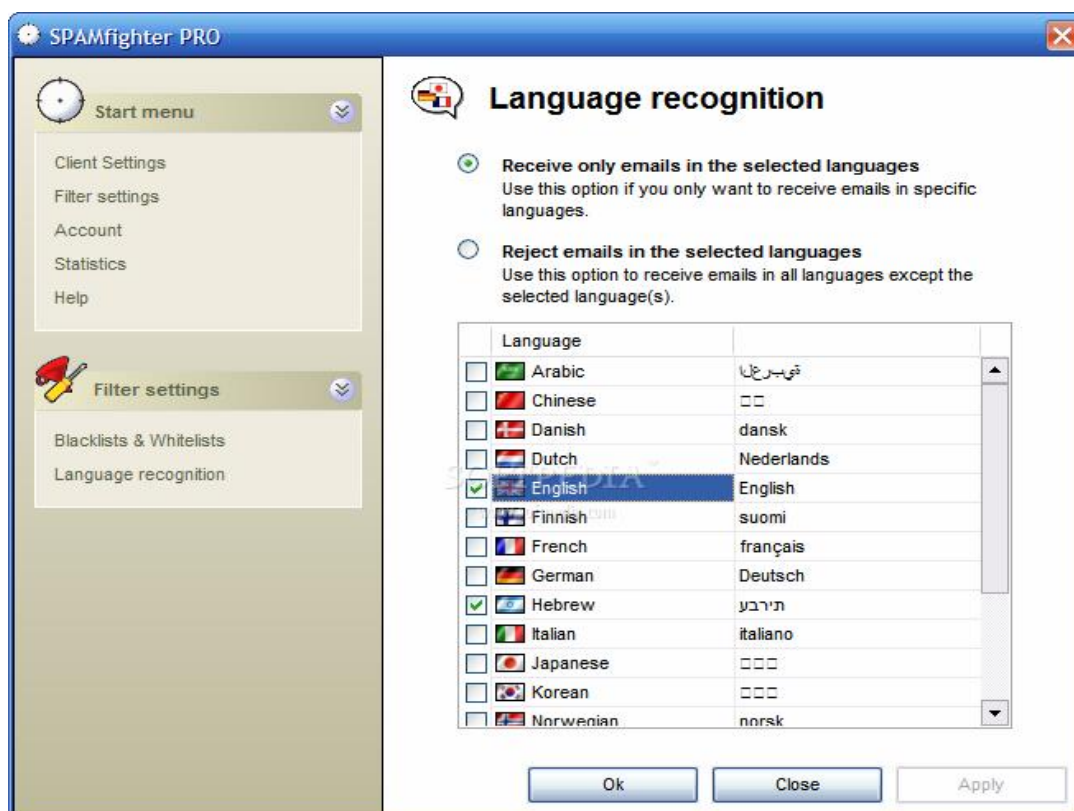 SPAMfighter PRO
Start menu
Client Settings
Filter settings
Account
Statistics
Help
Filter settings
Blacklists & Whitelists
Language recognition
Language recognition
Receive only emails in the selected languages
Use this option if you only want to receive emails in specific
languages.
Reject emails in the selected languages
Use this option to receive emails in all languages except the
selected language(s).
Language
Arabic العربية
Chinese □□
Danish dansk
Dutch Nederlands
SOFTPEDIA
English English
Finnish suomi
French français
German Deutsch
Hebrew עברית
Italian italiano
Japanese □□□
Korean □□□
Norwegian norsk
Ok Close Apply